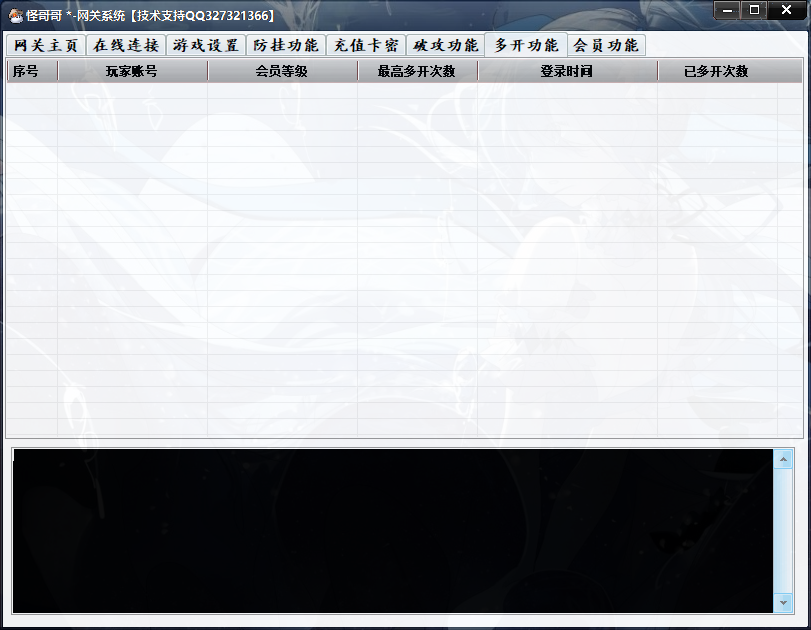 怪哥哥 *-网关系统【技术支持QQ327321366】
网关主页 在线连接 游戏设置 防挂功能 充值卡密 破攻功能 多开功能 会员功能
序号 玩家账号 会员等级 最高多开次数 登录时间 已多开次数